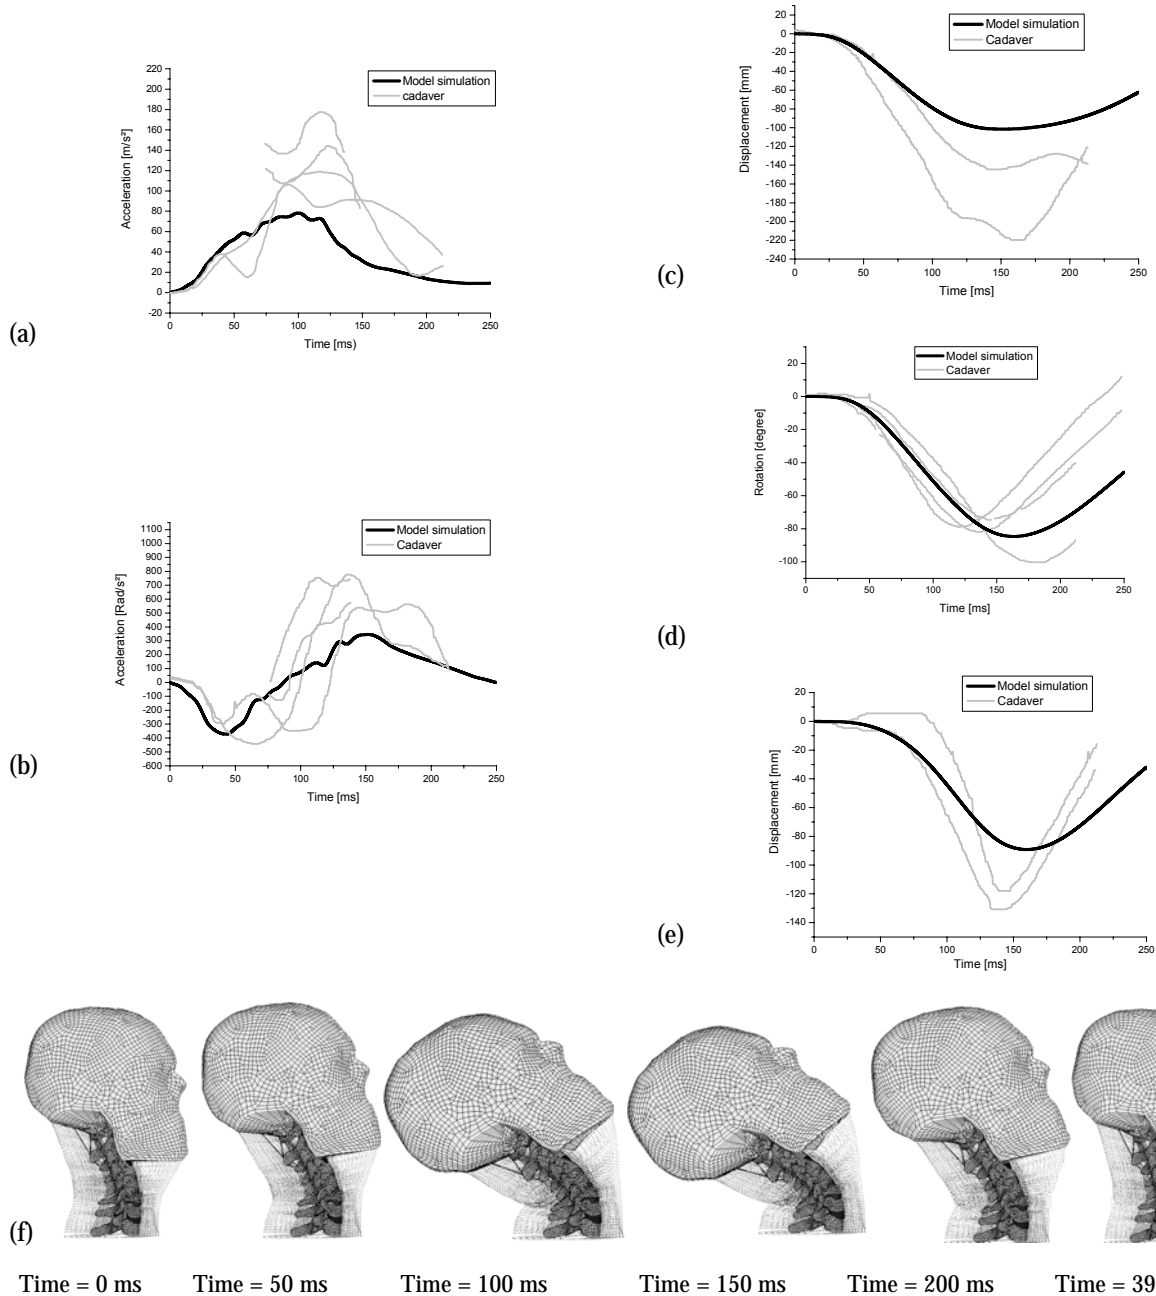 (a)
Acceleration [m/s²]
220
200
180
160
140
120
100
80
60
40
20
0
-20
0 50 100 150 200 250
Time [ms)
Model simulation
cadaver
(b)
Acceleration [Rad/s²]
1100
1000
900
800
700
600
500
400
300
200
100
0
-100
-200
-300
-400
-500
-600
0 50 100 150 200 250
Time [ms]
Model simulation
Cadaver
(c)
Displacement [mm]
20
0
-20
-40
-60
-80
-100
-120
-140
-160
-180
-200
-220
-240
0 50 100 150 200 250
Time [ms]
Model simulation
Cadaver
(d)
Rotation [degree]
20
0
-20
-40
-60
-80
-100
0 50 100 150 200 250
Time [ms]
Model simulation
Cadaver
(e)
Displacement [mm]
20
0
-20
-40
-60
-80
-100
-120
-140
0 50 100 150 200 250
Time [ms]
Model simulation
Cadaver
(f)
Time = 0 ms Time = 50 ms Time = 100 ms Time = 150 ms Time = 200 ms Time = 39